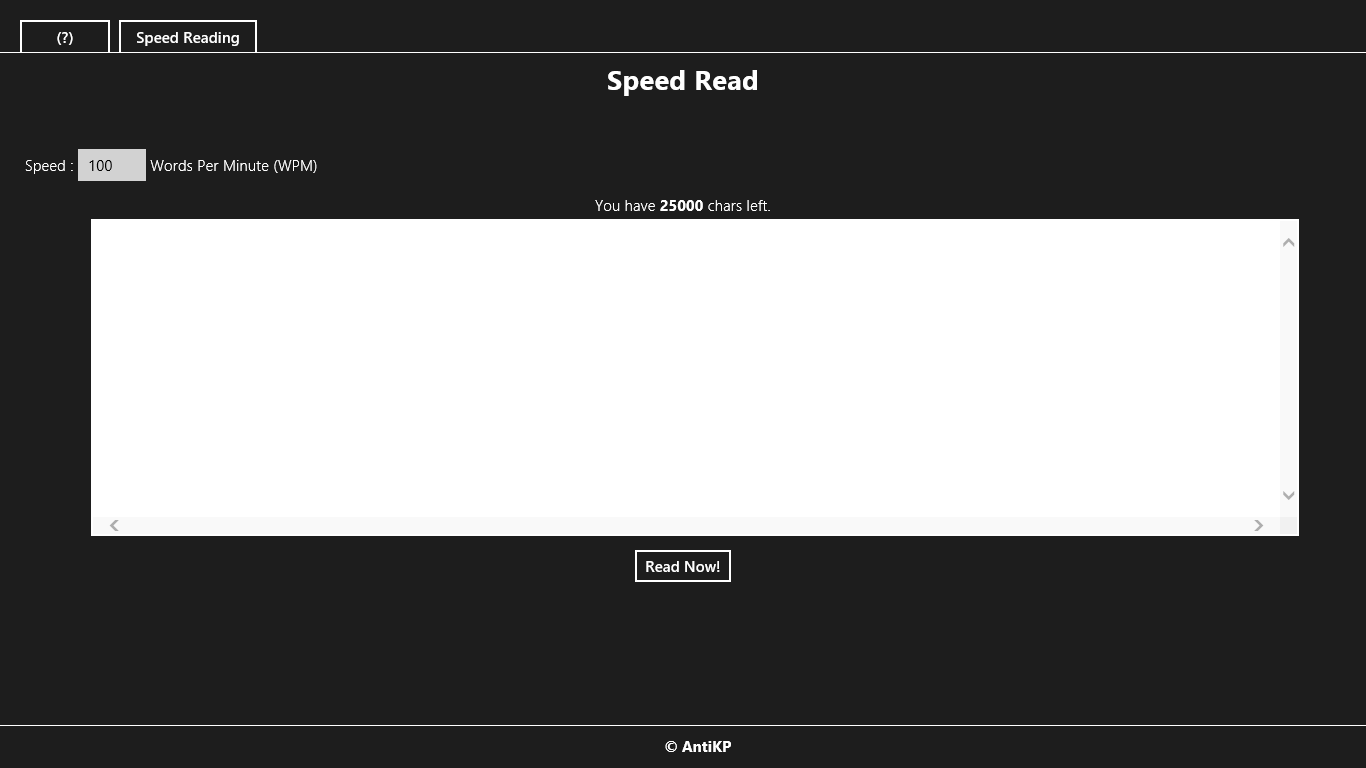 (?) Speed Reading
Speed Read
Speed : 100 Words Per Minute (WPM)
You have 25000 chars left.
Read Now!
© AntiKP